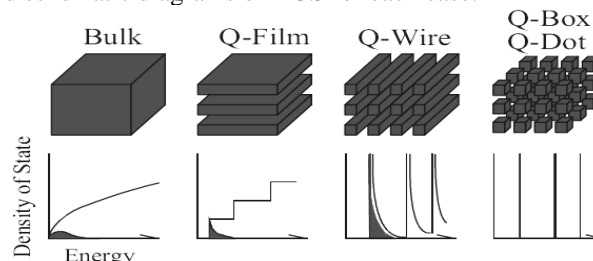 Bulk
Q-Film
Q-Wire
Q-Box
Q-Dot
Density of State
Energy